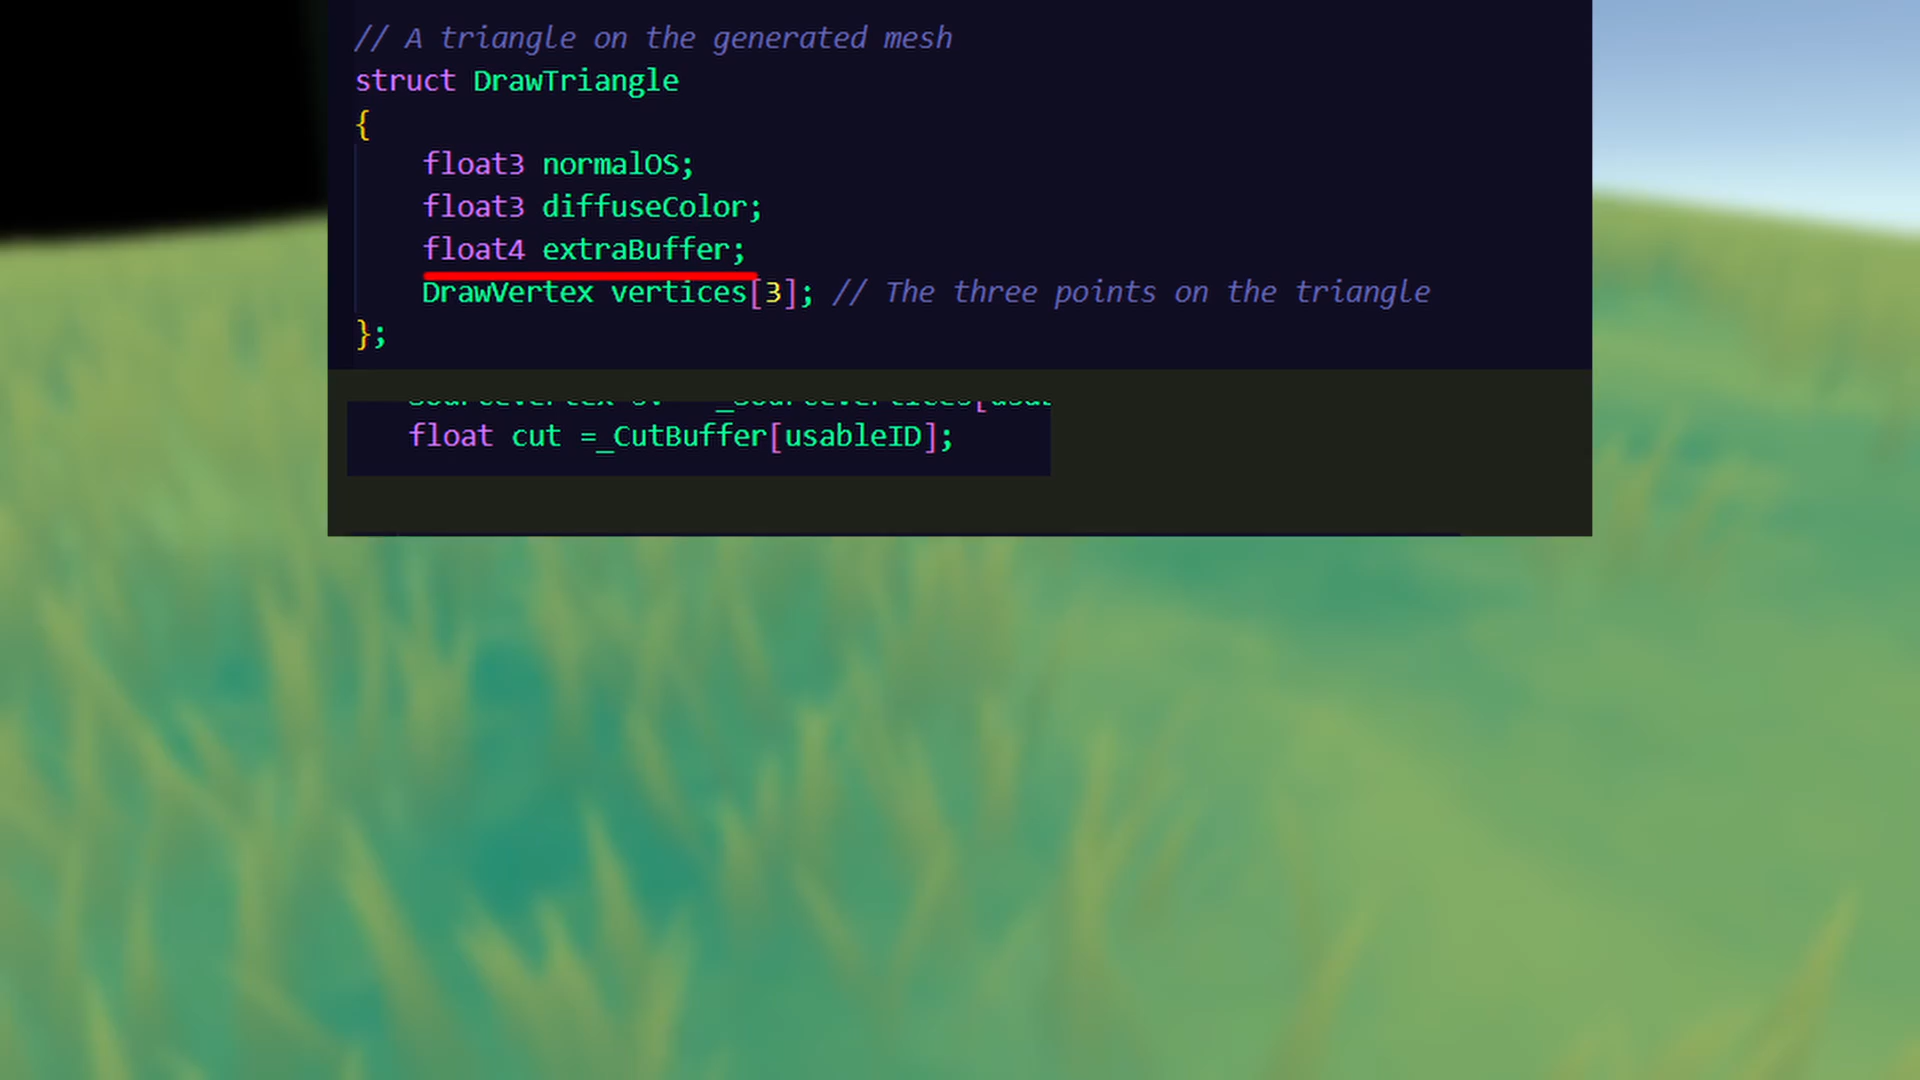 // A triangle on the generated mesh
struct DrawTriangle
{
float3 normalOS;
float3 diffuseColor;
float4 extraBuffer;
DrawVertex vertices[3]; // The three points on the triangle
};
float cut =_CutBuffer[usableID];